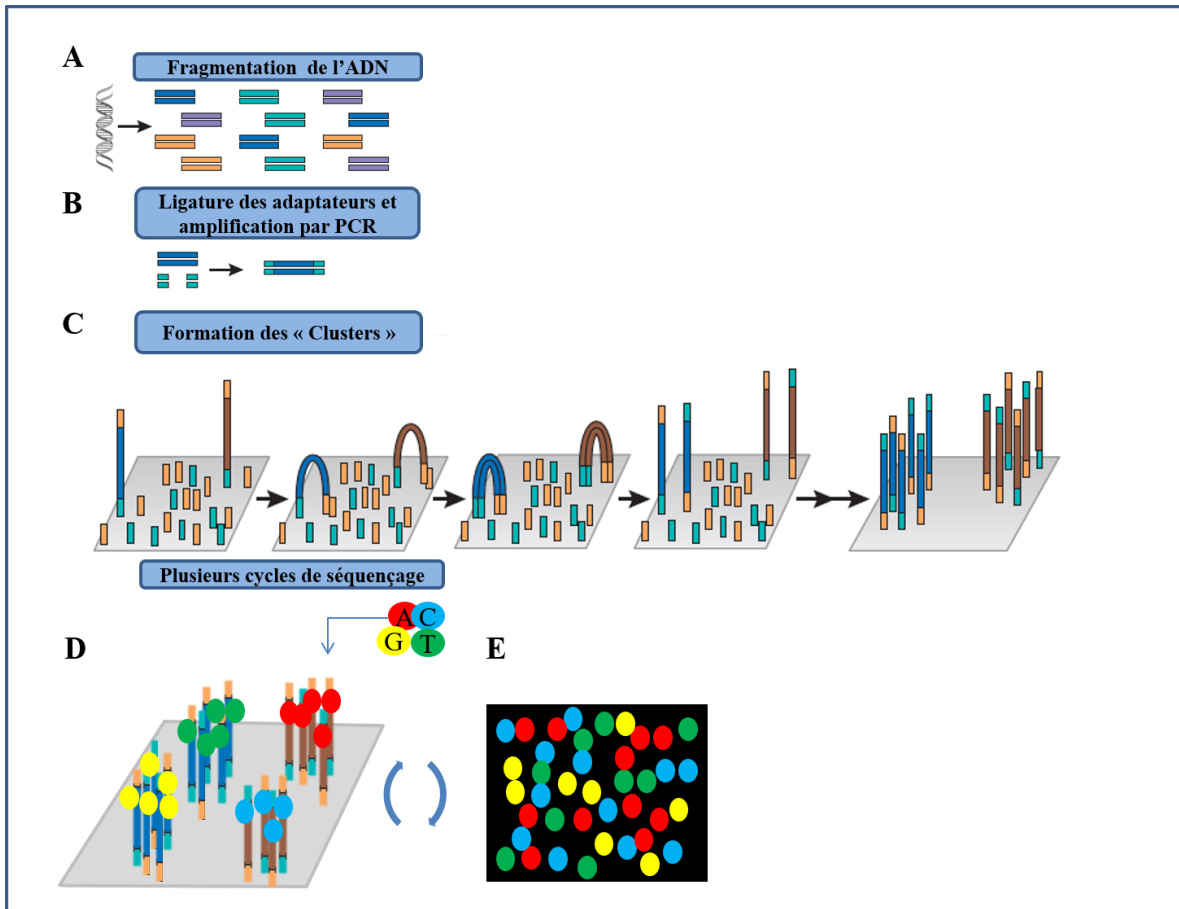 A
Fragmentation de l’ADN
B
Ligature des adaptateurs et
amplification par PCR
C
Formation des « Clusters »
Plusieurs cycles de séquençage
A C
G T
D
E